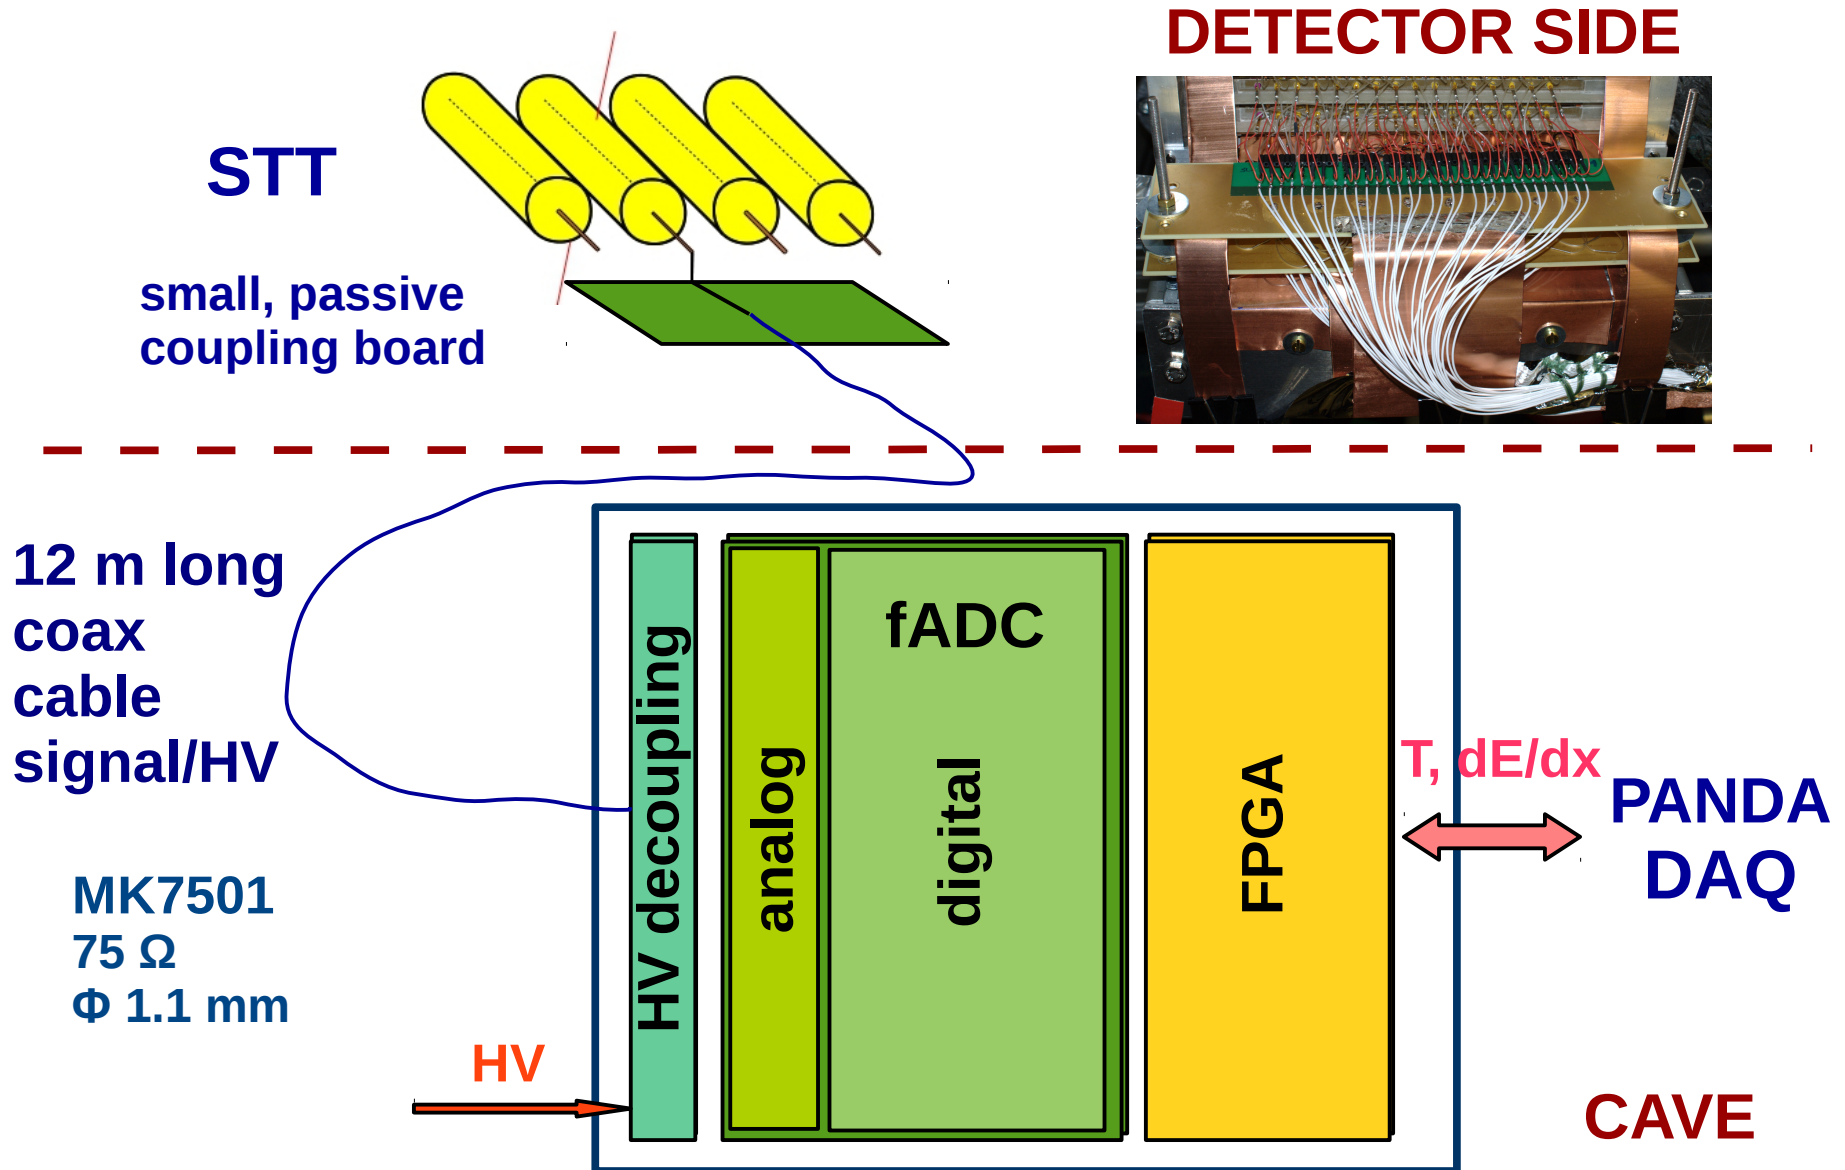 DETECTOR SIDE
STT
small, passive
coupling board
12 m long
coax
cable
signal/HV
MK7501
75 Ω
Φ 1.1 mm
HV
HV decoupling
analog
fADC
digital
FPGA
T, dE/dx
PANDA
DAQ
CAVE